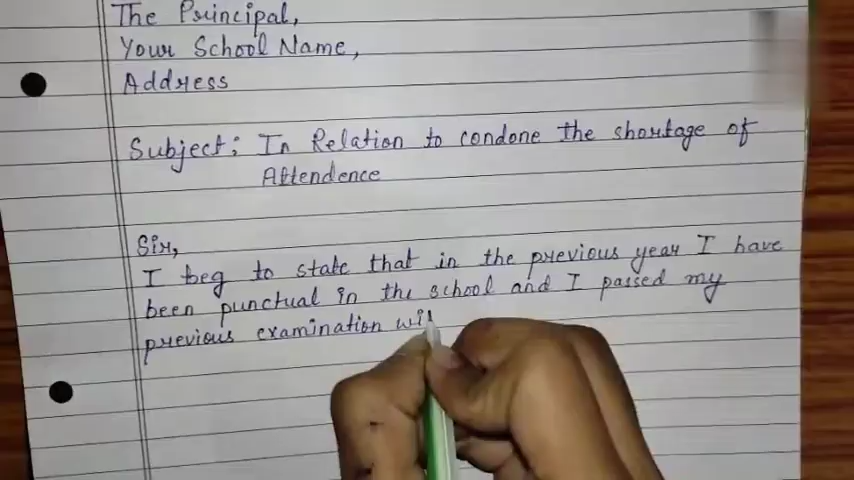 The Principal,
Your School Name,
Address
Subject: In Relation to condone the shortage of
Attendence
Sir,
I beg to state that in the previous year I have
been punctual in the school and I passed my
previous examination wi